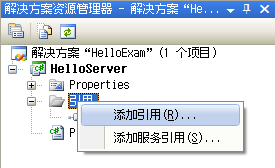 解决方案资源管理器 - 解决方案“He...
解决方案“HelloExam”(1 个项目)
HelloServer
Properties
引用
添加引用(R)...
添加服务引用(S)...